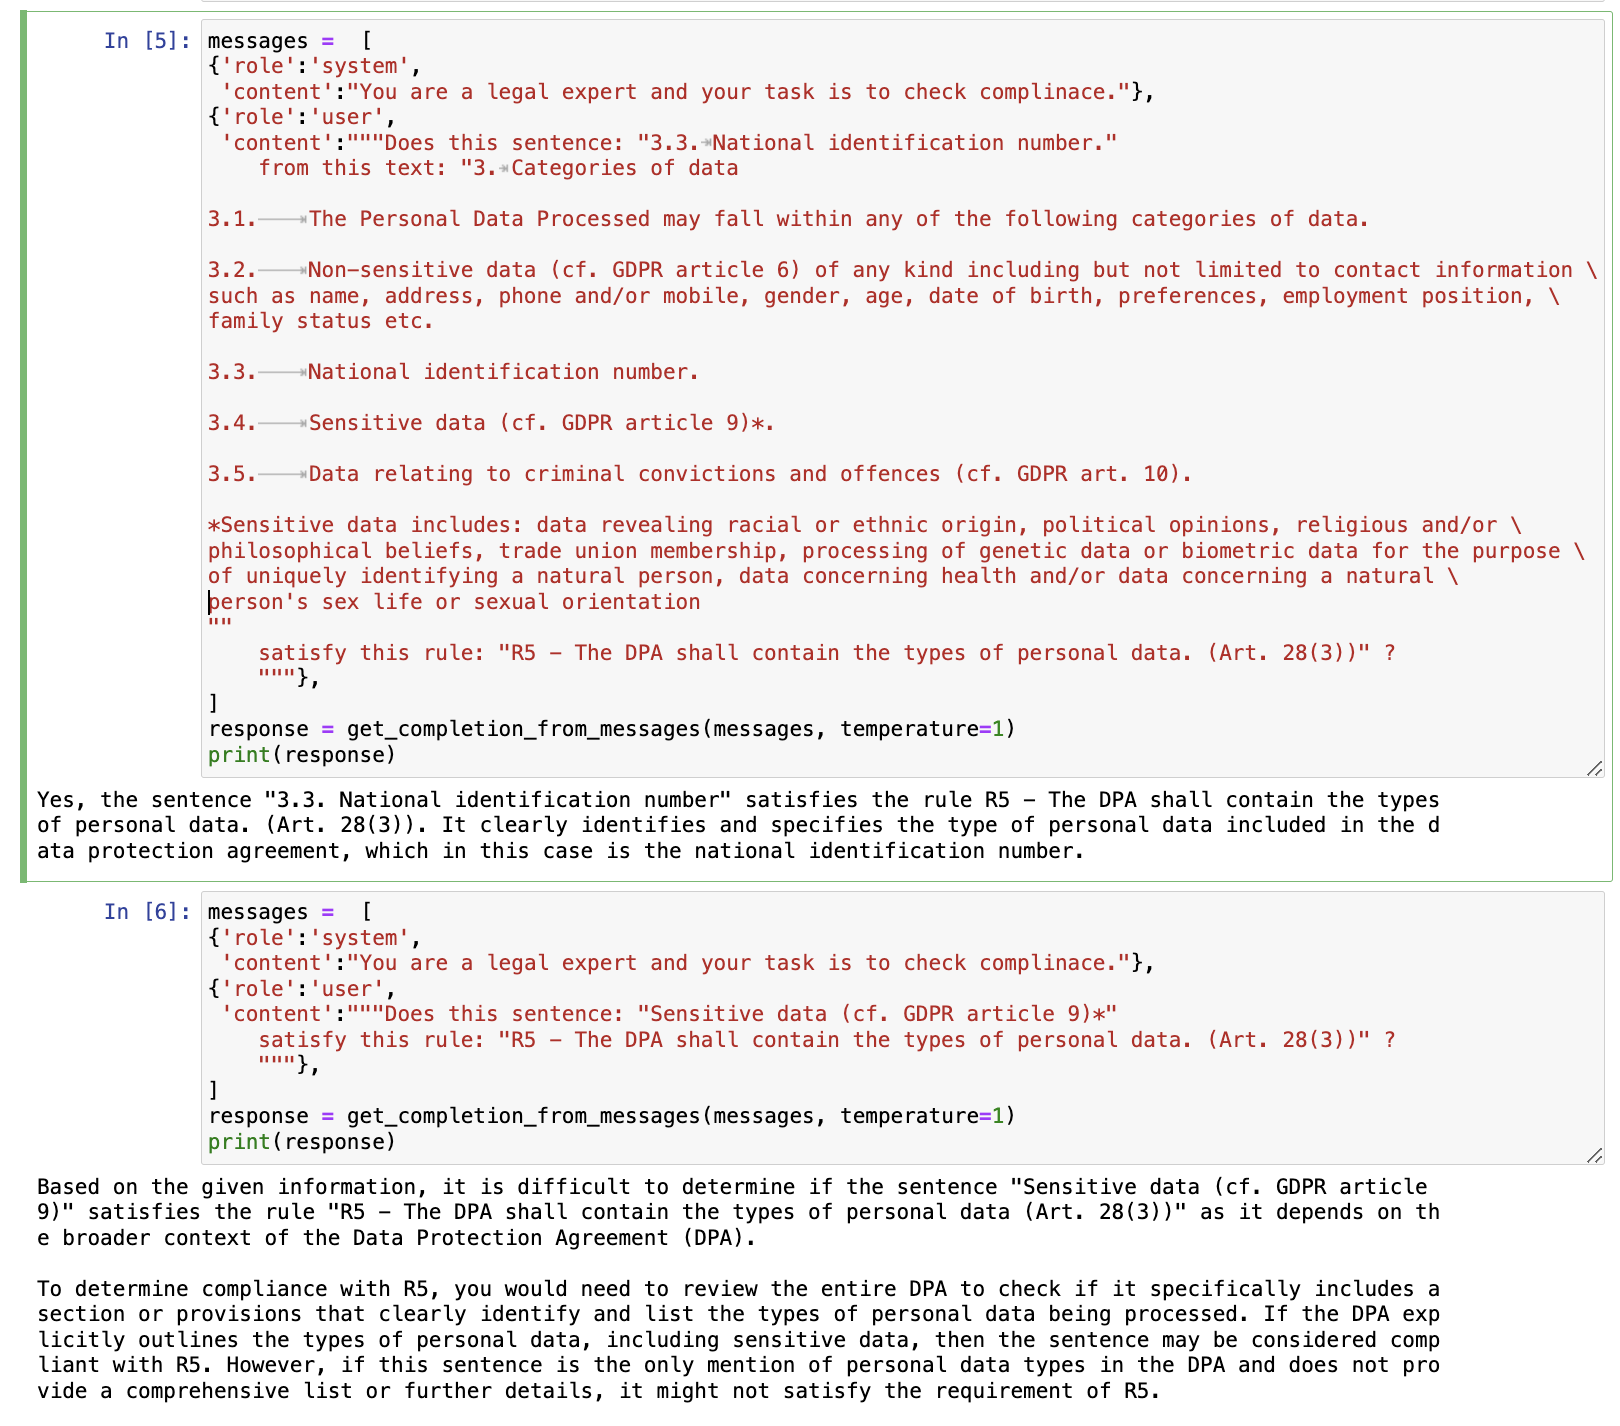 In [5]: messages =  [
{'role':'system',
 'content':"You are a legal expert and your task is to check complinace."},
{'role':'user',
 'content':"""Does this sentence: "3.3. National identification number."
    from this text: "3. Categories of data
3.1. The Personal Data Processed may fall within any of the following categories of data.
3.2. Non-sensitive data (cf. GDPR article 6) of any kind including but not limited to contact information \
such as name, address, phone and/or mobile, gender, age, date of birth, preferences, employment position, \
family status etc.
3.3. National identification number.
3.4. Sensitive data (cf. GDPR article 9)*.
3.5. Data relating to criminal convictions and offences (cf. GDPR art. 10).
*Sensitive data includes: data revealing racial or ethnic origin, political opinions, religious and/or \
philosophical beliefs, trade union membership, processing of genetic data or biometric data for the purpose \
of uniquely identifying a natural person, data concerning health and/or data concerning a natural \
person's sex life or sexual orientation
""
    satisfy this rule: "R5 – The DPA shall contain the types of personal data. (Art. 28(3))" ?
    """},
]
response = get_completion_from_messages(messages, temperature=1)
print(response)
Yes, the sentence "3.3. National identification number" satisfies the rule R5 – The DPA shall contain the types
of personal data. (Art. 28(3)). It clearly identifies and specifies the type of personal data included in the d
ata protection agreement, which in this case is the national identification number.
In [6]: messages =  [
{'role':'system',
 'content':"You are a legal expert and your task is to check complinace."},
{'role':'user',
 'content':"""Does this sentence: "Sensitive data (cf. GDPR article 9)*"
    satisfy this rule: "R5 – The DPA shall contain the types of personal data. (Art. 28(3))" ?
    """},
]
response = get_completion_from_messages(messages, temperature=1)
print(response)
Based on the given information, it is difficult to determine if the sentence "Sensitive data (cf. GDPR article
9)" satisfies the rule "R5 – The DPA shall contain the types of personal data (Art. 28(3))" as it depends on th
e broader context of the Data Protection Agreement (DPA).
To determine compliance with R5, you would need to review the entire DPA to check if it specifically includes a
section or provisions that clearly identify and list the types of personal data being processed. If the DPA exp
licitly outlines the types of personal data, including sensitive data, then the sentence may be considered comp
liant with R5. However, if this sentence is the only mention of personal data types in the DPA and does not pro
vide a comprehensive list or further details, it might not satisfy the requirement of R5.